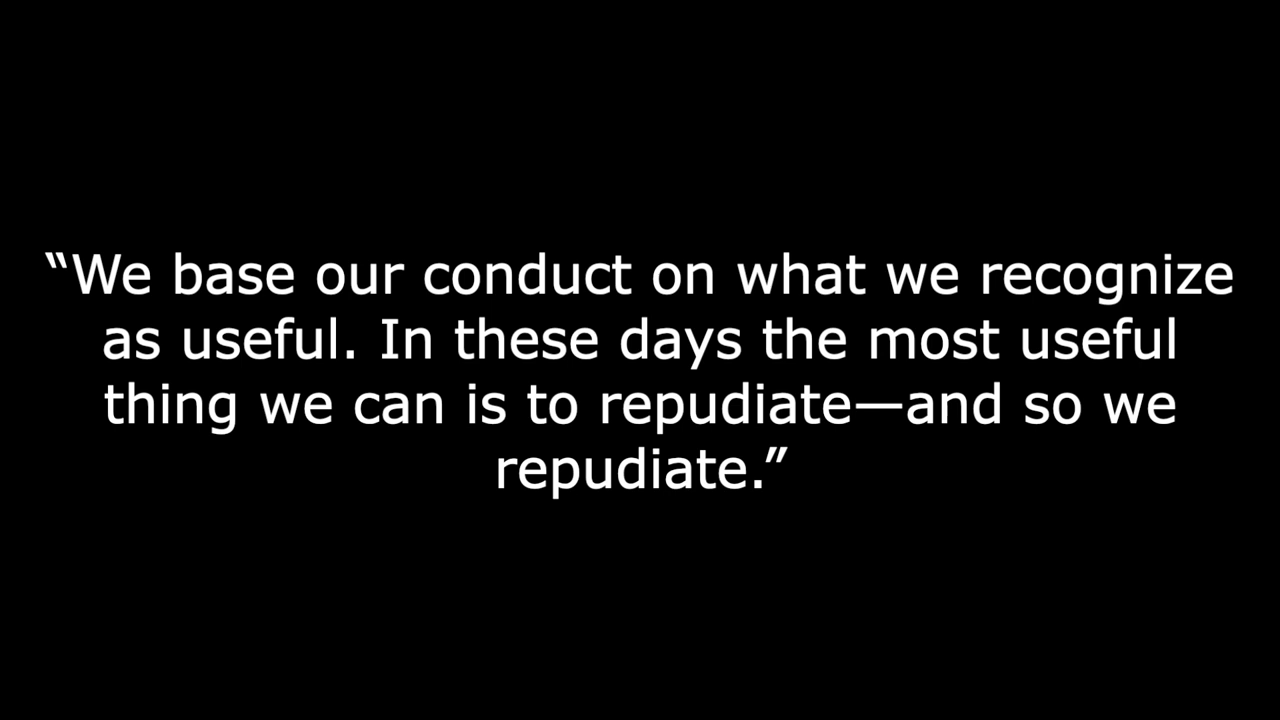 “We base our conduct on what we recognize
as useful. In these days the most useful
thing we can is to repudiate—and so we
repudiate.”